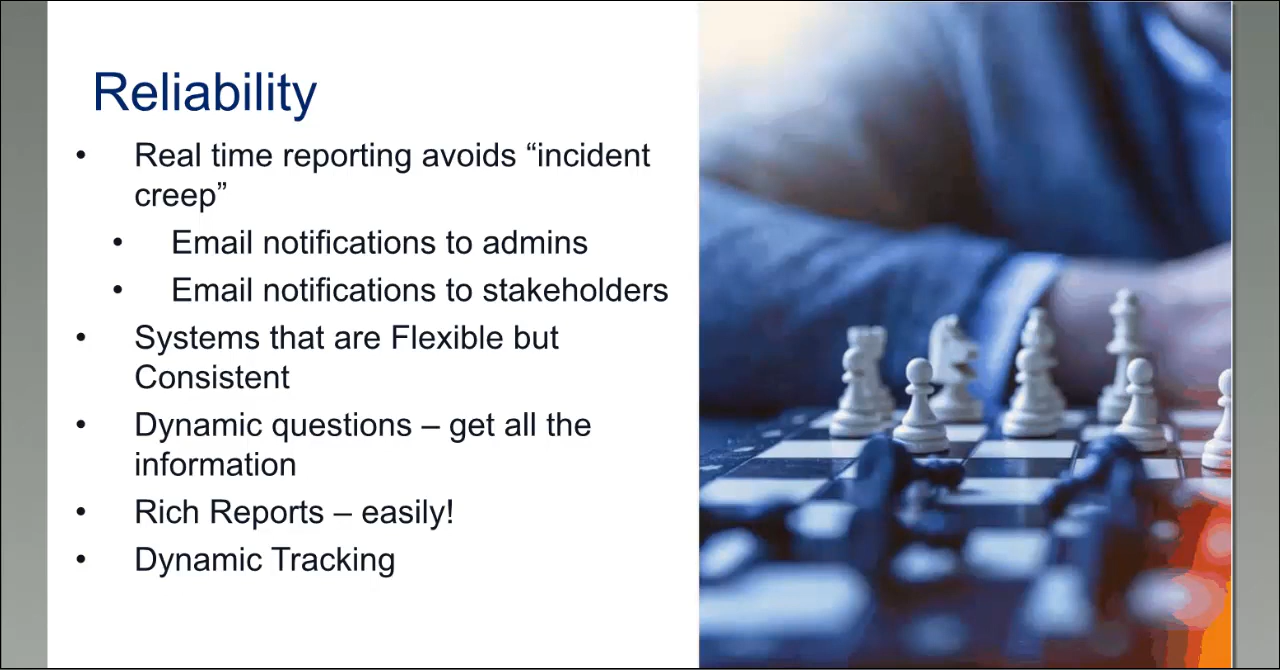 Reliability
• Real time reporting avoids “incident
creep”
• Email notifications to admins
• Email notifications to stakeholders
• Systems that are Flexible but
Consistent
• Dynamic questions – get all the
information
• Rich Reports – easily!
• Dynamic Tracking